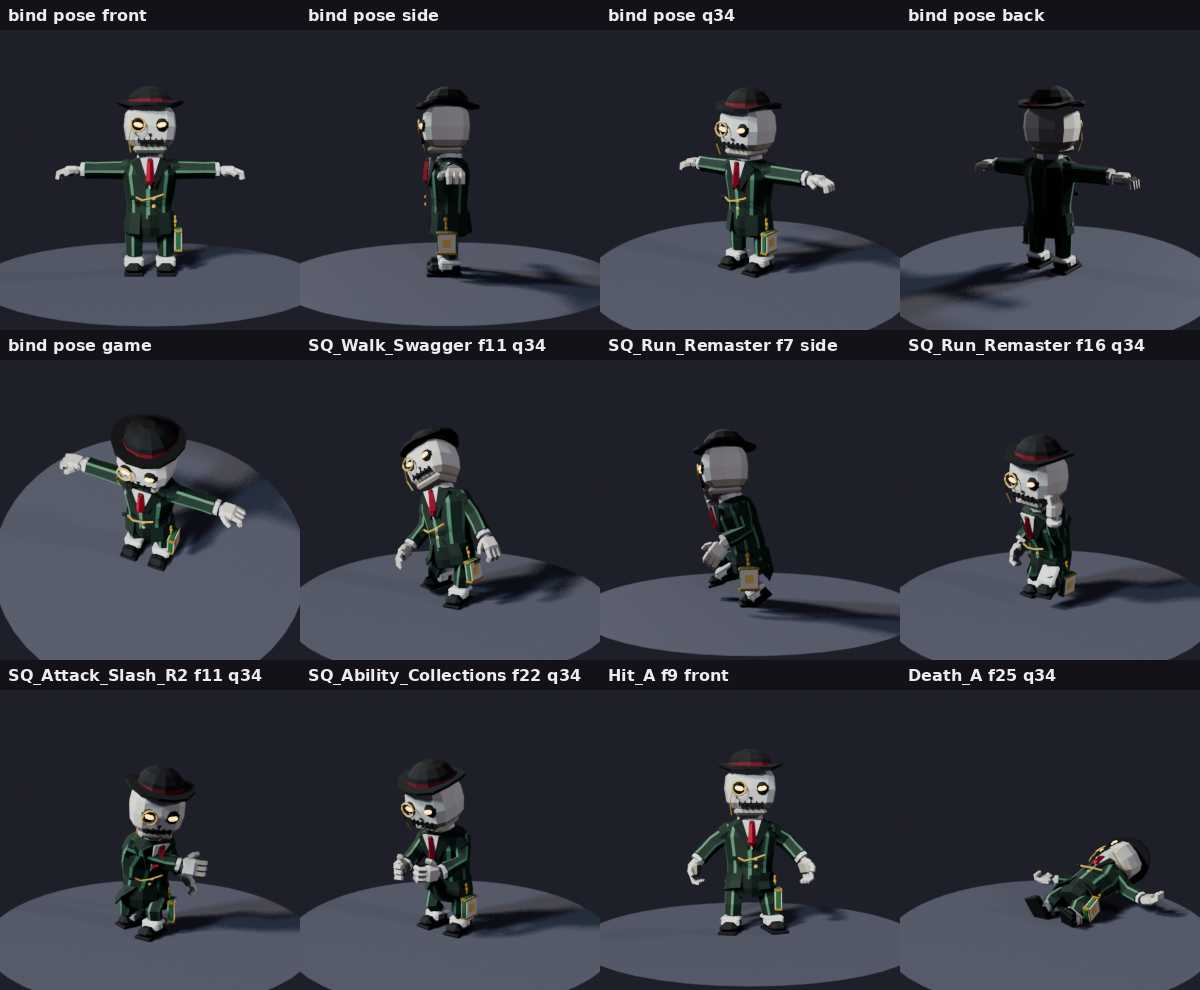 bind pose front
bind pose side
bind pose q34
bind pose back
bind pose game
SQ_Walk_Swagger f11 q34
SQ_Run_Remaster f7 side
SQ_Run_Remaster f16 q34
SQ_Attack_Slash_R2 f11 q34
SQ_Ability_Collections f22 q34
Hit_A f9 front
Death_A f25 q34